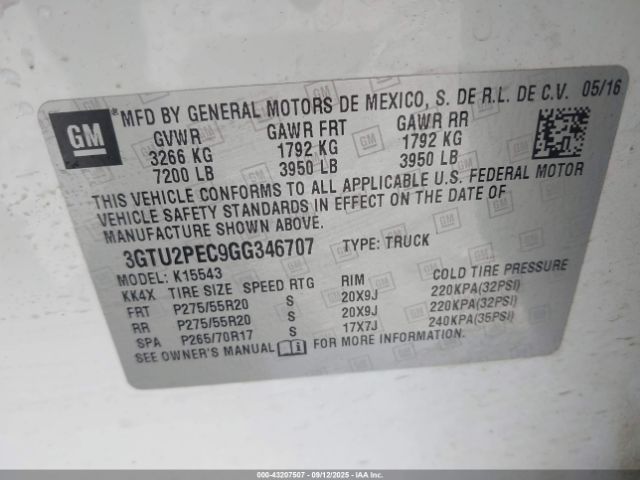 GM
*MFD BY GENERAL MOTORS DE MEXICO, S. DE R.L. DE C.V. 05/16
GVWR GAWR FRT GAWR RR
3266 KG 1792 KG 1792 KG
7200 LB 3950 LB 3950 LB
THIS VEHICLE CONFORMS TO ALL APPLICABLE U.S. FEDERAL MOTOR
VEHICLE SAFETY STANDARDS IN EFFECT ON THE DATE OF
MANUFACTURE SHOWN ABOVE.
3GTU2PEC9GG346707 TYPE: TRUCK
MODEL: K15543
KK4X TIRE SIZE SPEED RTG RIM COLD TIRE PRESSURE
FRT P275/55R20 S 20X9J 220KPA(32PSI)
RR P275/55R20 S 20X9J 220KPA(32PSI)
SPA P265/70R17 S 17X7J 240KPA(35PSI)
SEE OWNER'S MANUAL FOR MORE INFORMATION.
000-43207507 - 09/12/2025 - IAA Inc.